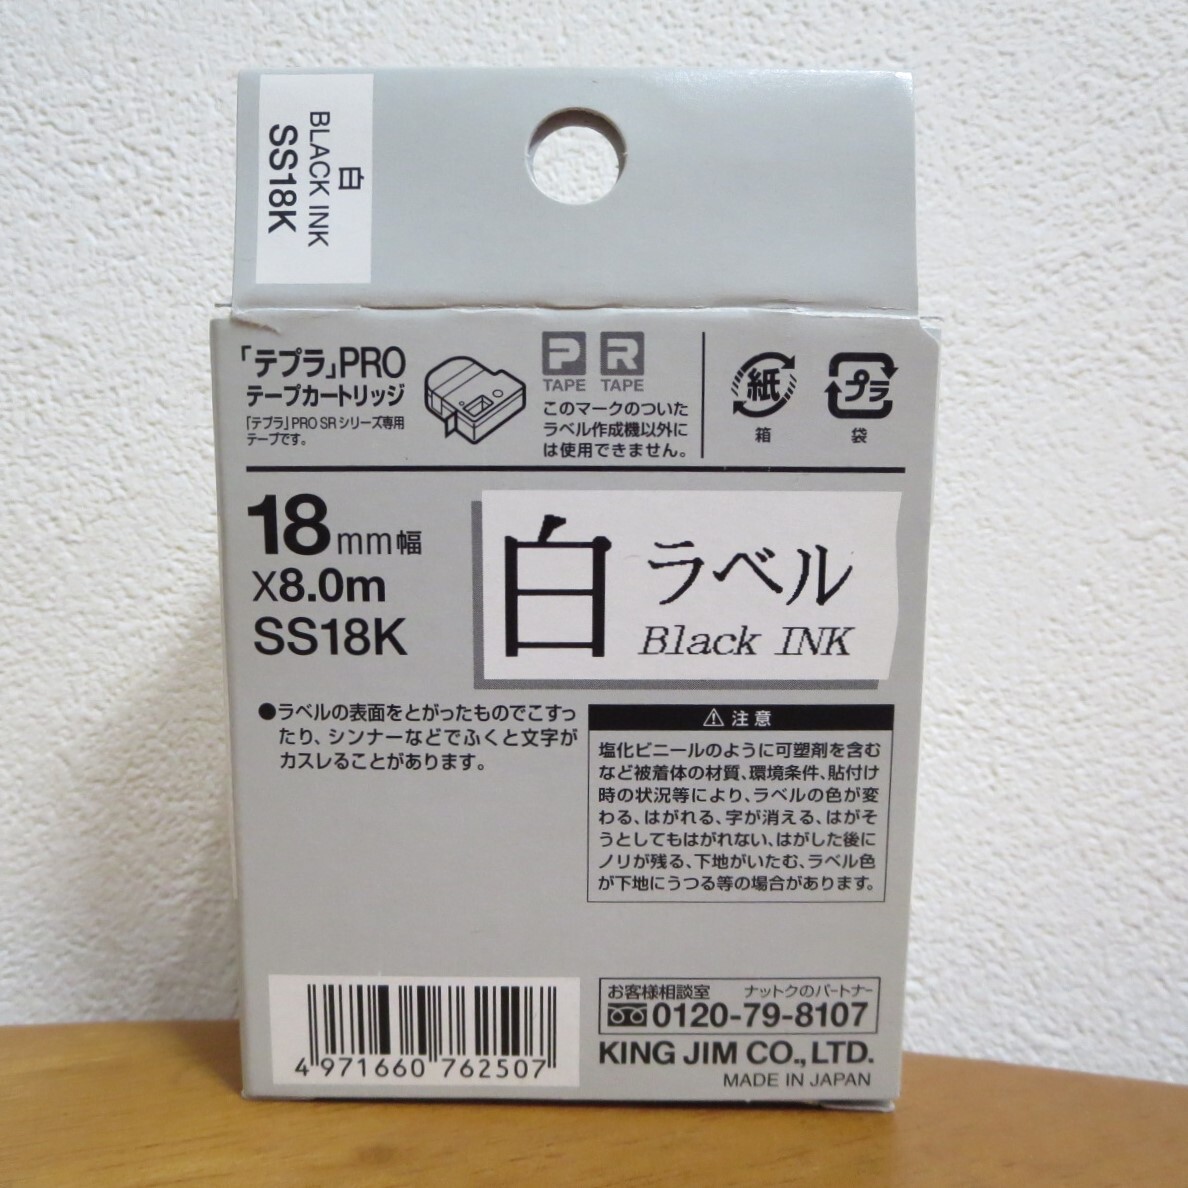 白
BLACK INK
SS18K
「テプラ」PRO
テープカートリッジ
「テプラ」PRO SRシリーズ専用
テープです。
P
TAPE
R
TAPE
このマークのついた
ラベル作成機以外に
は使用できません。
紙
箱
プラ
袋
18mm幅
X8.0m
SS18K
白 ラベル
Black INK
●ラベルの表面をとがったものでこすっ
たり、シンナーなどでふくと文字が
カスレることがあります。
⚠注意
塩化ビニールのように可塑剤を含む
など被着体の材質、環境条件、貼付け
時の状況等により、ラベルの色が変
わる、はがれる、字が消える、はがそ
うとしてもはがれない、はがした後に
ノリが残る、下地がいたむ、ラベル色
が下地にうつる等の場合があります。
4 971660 762507
お客様相談室 ナットクのパートナー
0120-79-8107
KING JIM CO.,LTD.
MADE IN JAPAN